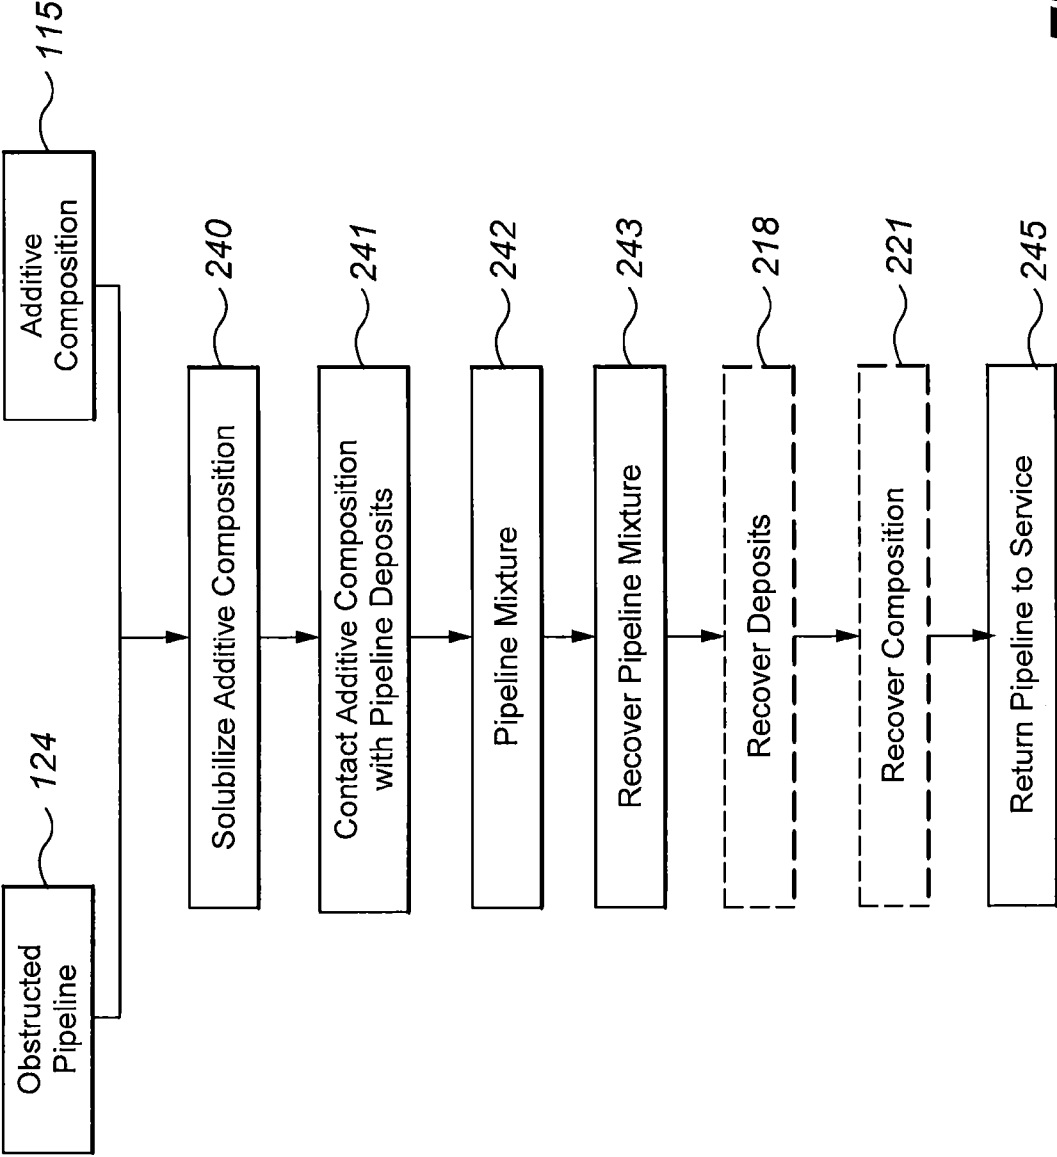 Obstructed
Pipeline
124
Additive
Composition
115
Solubilize Additive Composition
240
Contact Additive Composition
with Pipeline Deposits
241
Pipeline Mixture
242
Recover Pipeline Mixture
243
Recover Deposits
218
Recover Composition
221
Return Pipeline to Service
245